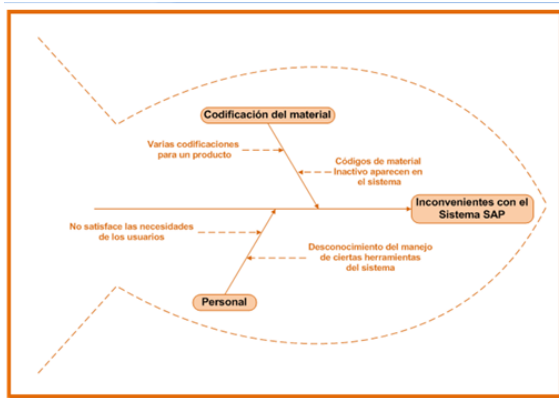 Codificación del material
Varias codificaciones
para un producto
Códigos de material
Inactivo aparecen en
el sistema
Inconvenientes con el
Sistema SAP
No satisface las necesidades
de los usuarios
Desconocimiento del manejo
de ciertas herramientas
del sistema
Personal